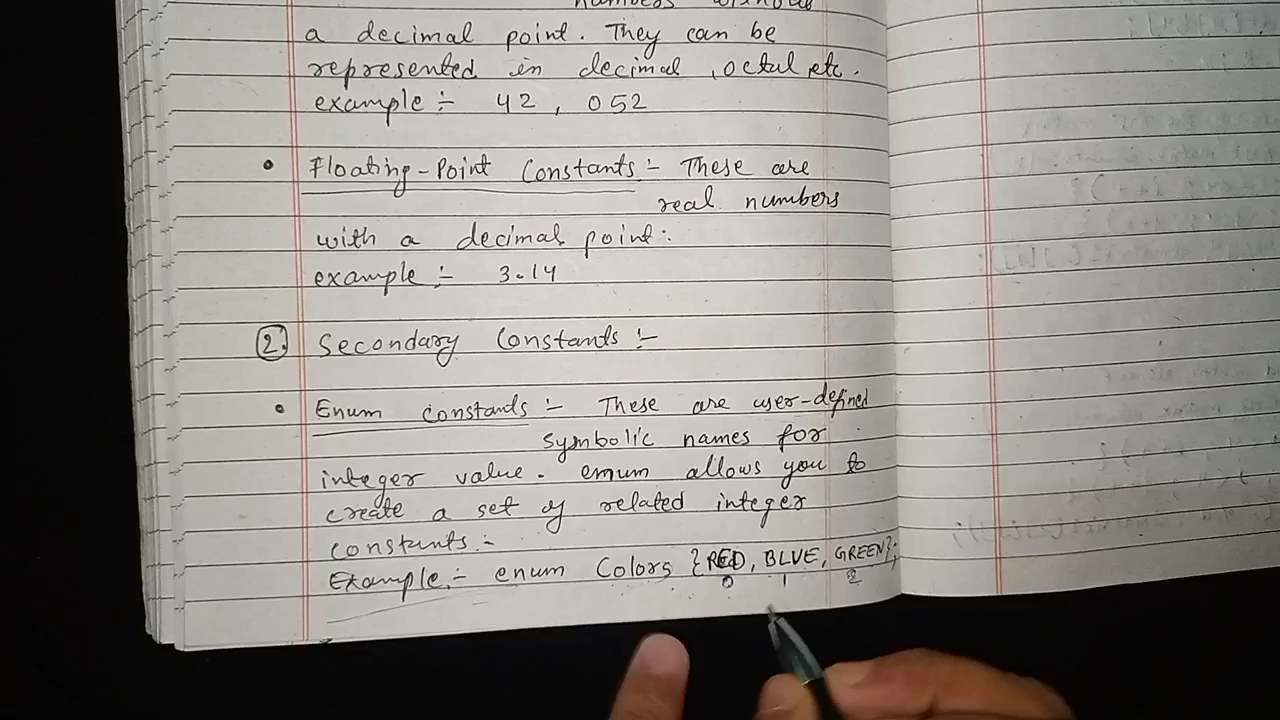 numbers without
a decimal point. They can be
represented in decimal, octal etc.
example :- 42, 052
• Floating-Point Constants :- These are
real numbers
with a decimal point:
example :- 3.14
2. Secondary Constants :-
• Enum constants :- These are user-defined
symbolic names for
integer value. enum allows you to
create a set of related integer
constants:-
Example:- enum Colors {RED, BLUE, GREEN};
0 1 2